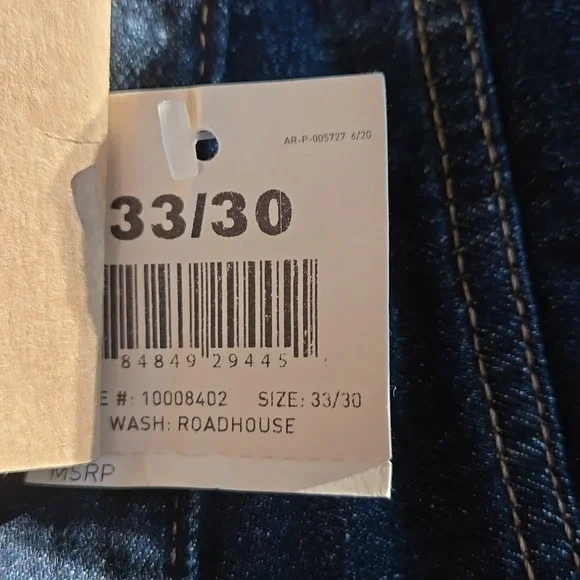 AR-P-005727 6/20
33/30
84849 29445
E #: 10008402 SIZE: 33/30
WASH: ROADHOUSE
MSRP